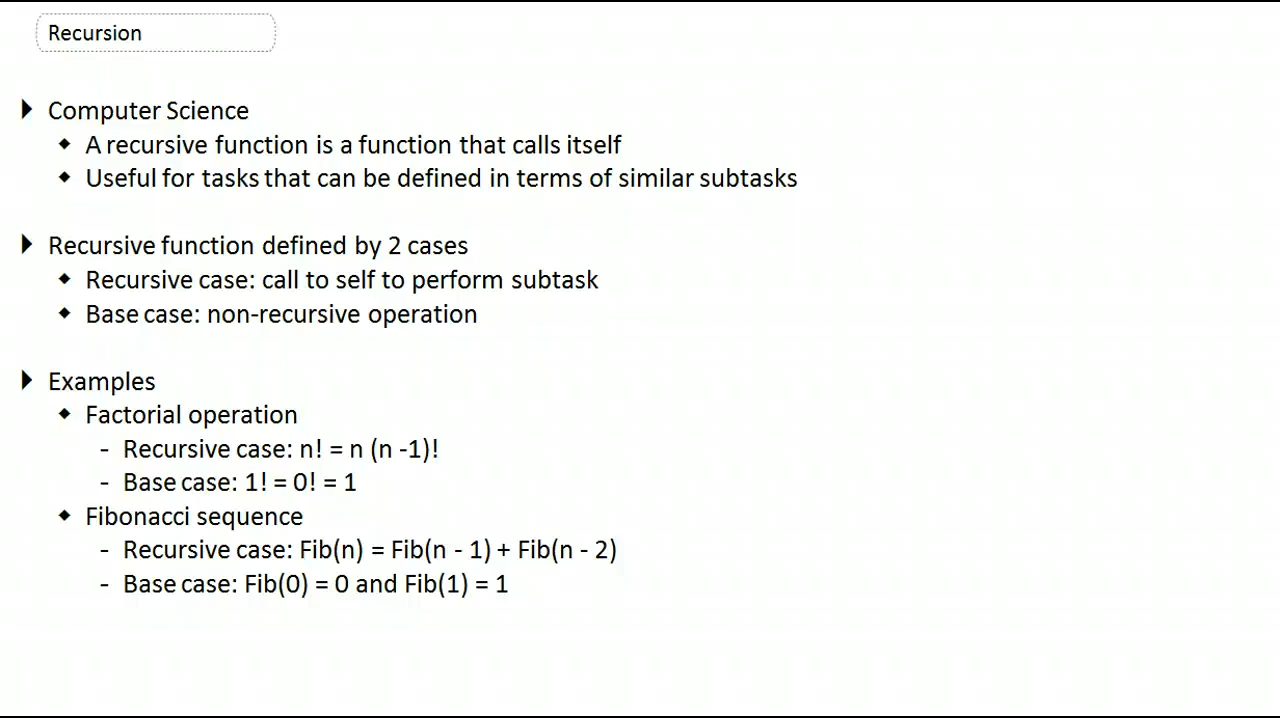 Recursion
Computer Science
A recursive function is a function that calls itself
Useful for tasks that can be defined in terms of similar subtasks
Recursive function defined by 2 cases
Recursive case: call to self to perform subtask
Base case: non-recursive operation
Examples
Factorial operation
- Recursive case: n! = n (n -1)!
- Base case: 1! = 0! = 1
Fibonacci sequence
- Recursive case: Fib(n) = Fib(n - 1) + Fib(n - 2)
- Base case: Fib(0) = 0 and Fib(1) = 1